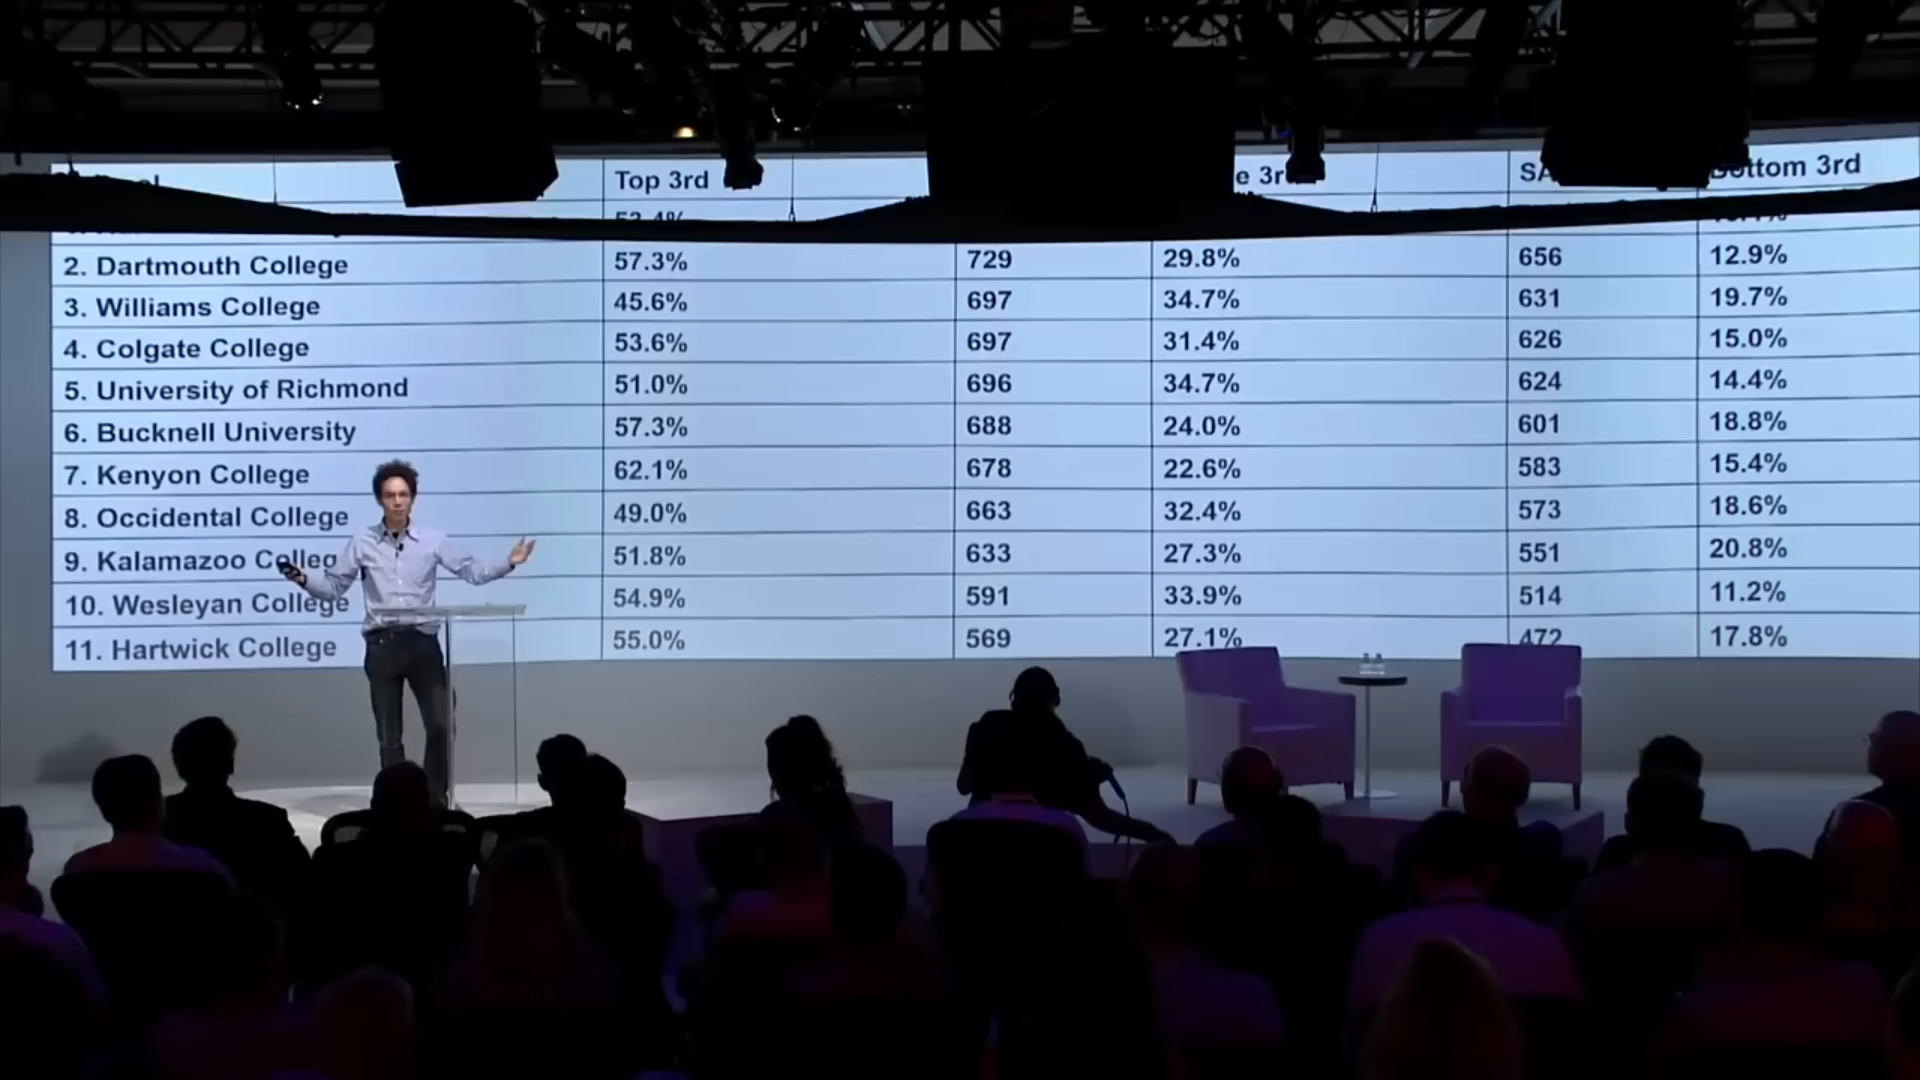 Top 3rd e 3r SA Bottom 3rd
53.4%
2. Dartmouth College 57.3% 729 29.8% 656 12.9%
3. Williams College 45.6% 697 34.7% 631 19.7%
4. Colgate College 53.6% 697 31.4% 626 15.0%
5. University of Richmond 51.0% 696 34.7% 624 14.4%
6. Bucknell University 57.3% 688 24.0% 601 18.8%
7. Kenyon College 62.1% 678 22.6% 583 15.4%
8. Occidental College 49.0% 663 32.4% 573 18.6%
9. Kalamazoo Colleg 51.8% 633 27.3% 551 20.8%
10. Wesleyan College 54.9% 591 33.9% 514 11.2%
11. Hartwick College 55.0% 569 27.1% 472 17.8%